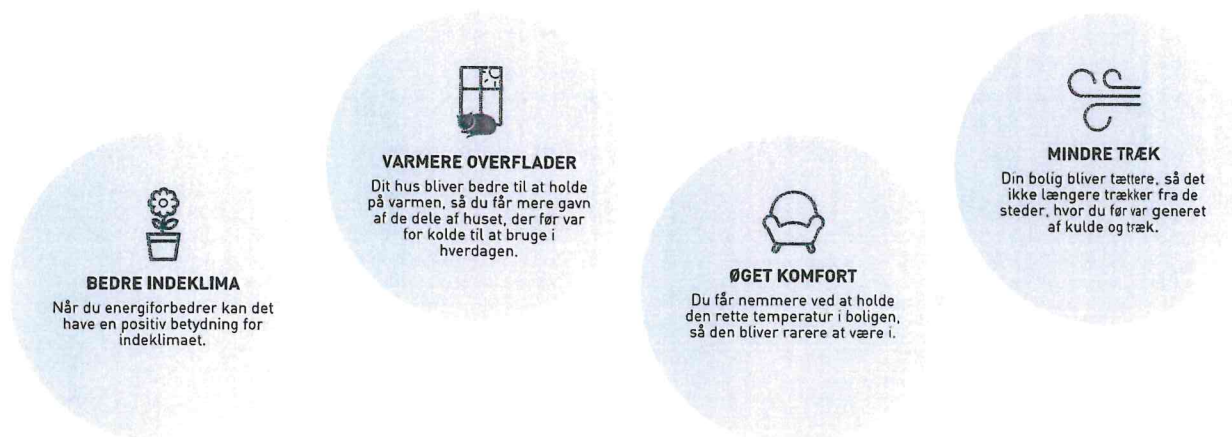 BEDRE INDEKLIMA
Når du energiforbedrer kan det
have en positiv betydning for
indeklimaet.
VARMERE OVERFLADER
Dit hus bliver bedre til at holde
på varmen, så du får mere gavn
af de dele af huset, der før var
for kolde til at bruge i
hverdagen.
ØGET KOMFORT
Du får nemmere ved at holde
den rette temperatur i boligen,
så den bliver rarere at være i.
MINDRE TRÆK
Din bolig bliver tættere, så det
ikke længere trækker fra de
steder, hvor du før var generet
af kulde og træk.